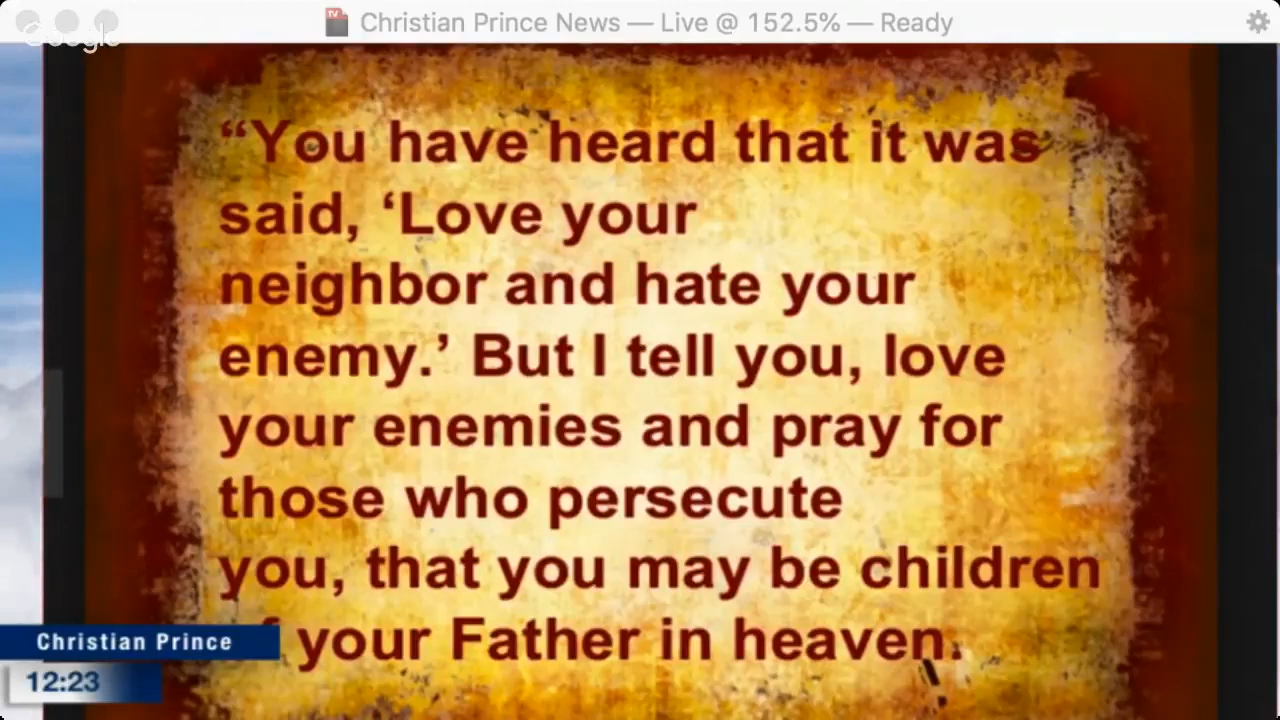 Christian Prince News — Live @ 152.5% — Ready
Google
“You have heard that it was
said, ‘Love your
neighbor and hate your
enemy.’ But I tell you, love
your enemies and pray for
those who persecute
you, that you may be children
your Father in heaven.
Christian Prince
12:23